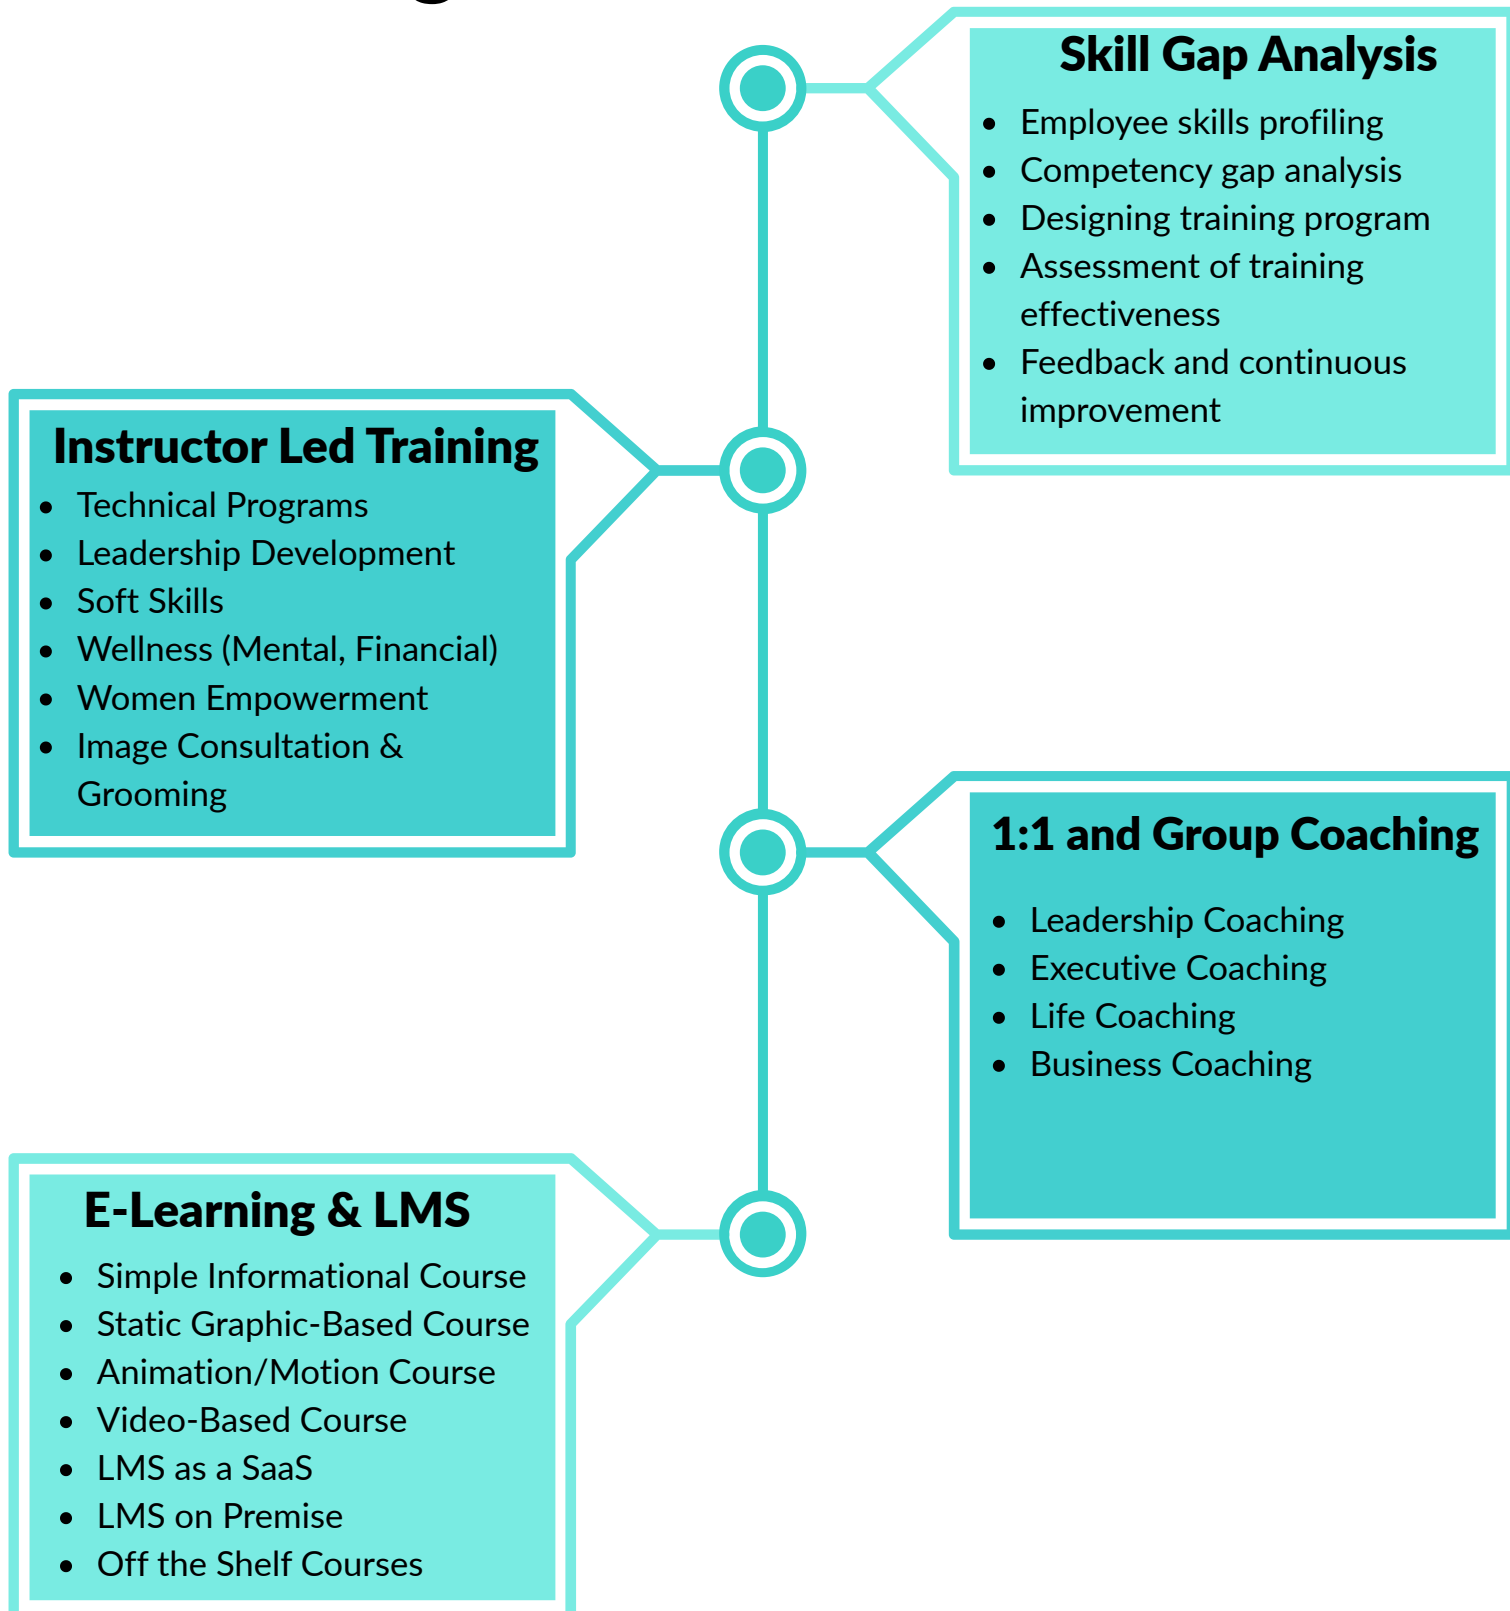 Skill Gap Analysis
• Employee skills profiling
• Competency gap analysis
• Designing training program
• Assessment of training
effectiveness
• Feedback and continuous
improvement
Instructor Led Training
• Technical Programs
• Leadership Development
• Soft Skills
• Wellness (Mental, Financial)
• Women Empowerment
• Image Consultation &
Grooming
1:1 and Group Coaching
• Leadership Coaching
• Executive Coaching
• Life Coaching
• Business Coaching
E-Learning & LMS
• Simple Informational Course
• Static Graphic-Based Course
• Animation/Motion Course
• Video-Based Course
• LMS as a SaaS
• LMS on Premise
• Off the Shelf Courses